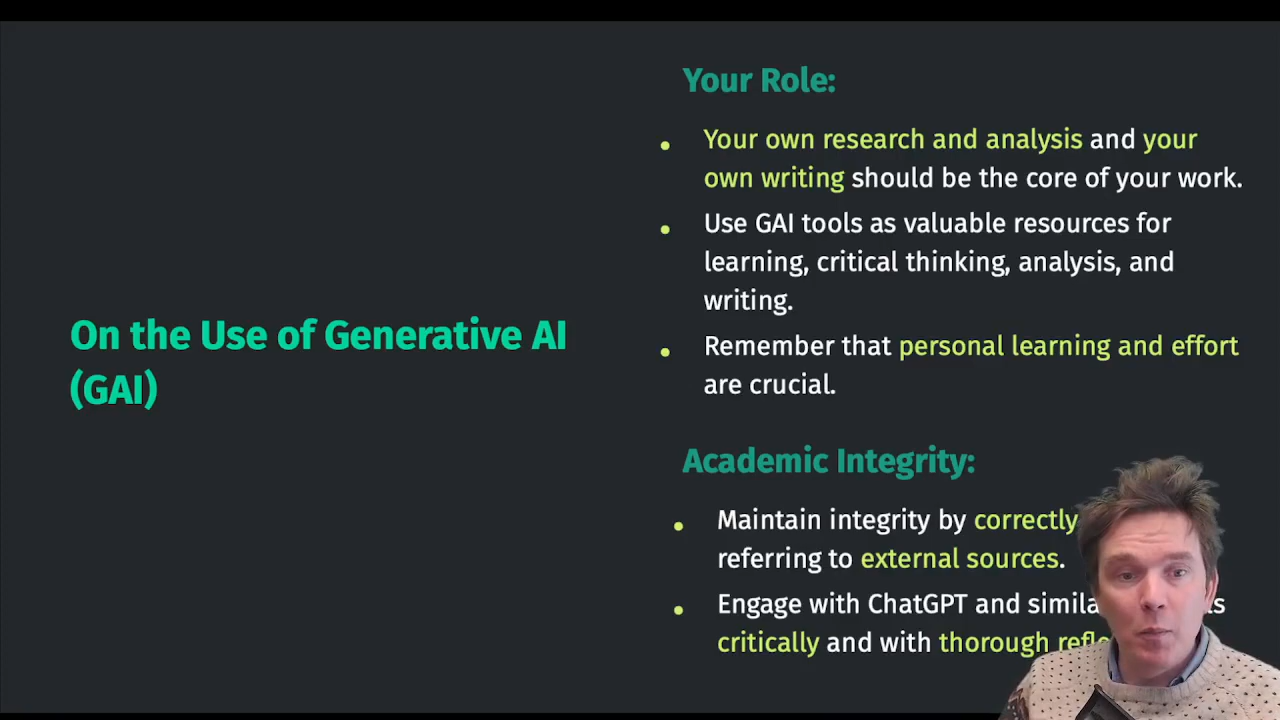 On the Use of Generative AI
(GAI)
Your Role:
Your own research and analysis and your
own writing should be the core of your work.
Use GAI tools as valuable resources for
learning, critical thinking, analysis, and
writing.
Remember that personal learning and effort
are crucial.
Academic Integrity:
Maintain integrity by correctly
referring to external sources.
Engage with ChatGPT and
critically and with thorough